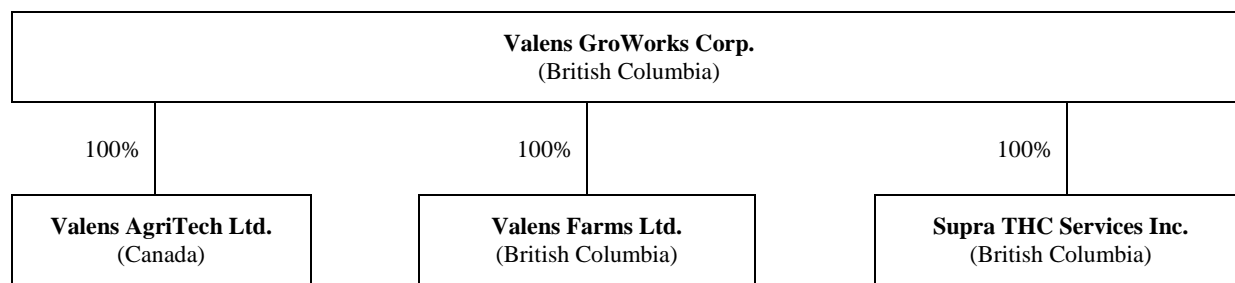 Valens GroWorks Corp.
(British Columbia)
100%
100%
100%
Valens AgriTech Ltd.
(Canada)
Valens Farms Ltd.
(British Columbia)
Supra THC Services Inc.
(British Columbia)